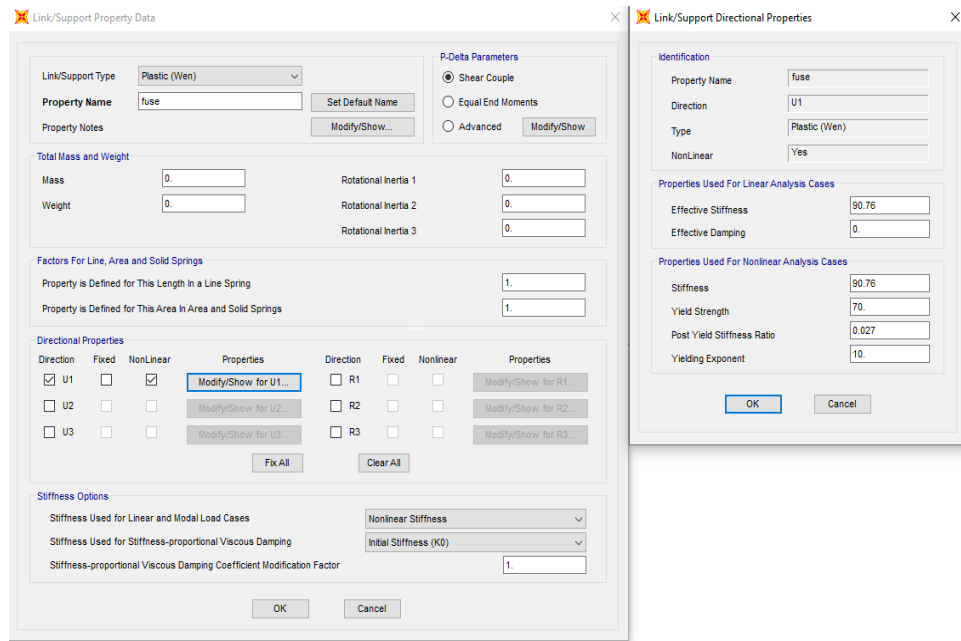 Link/Support Property Data
Link/Support Type Plastic (Wen)
Property Name fuse Set Default Name
Property Notes Modify/Show...
P-Delta Parameters
Shear Couple
Equal End Moments
Advanced Modify/Show
Total Mass and Weight
Mass 0. Rotational Inertia 1 0.
Weight 0. Rotational Inertia 2 0.
Rotational Inertia 3 0.
Factors For Line, Area and Solid Springs
Property is Defined for This Length In a Line Spring 1.
Property is Defined for This Area In Area and Solid Springs 1.
Directional Properties
Direction Fixed NonLinear Properties Direction Fixed Nonlinear Properties
U1 Modify/Show for U1... R1 Modify/Show for R1...
U2 Modify/Show for U2... R2 Modify/Show for R2...
U3 Modify/Show for U3... R3 Modify/Show for R3...
Fix All Clear All
Stiffness Options
Stiffness Used for Linear and Modal Load Cases Nonlinear Stiffness
Stiffness Used for Stiffness-proportional Viscous Damping Initial Stiffness (K0)
Stiffness-proportional Viscous Damping Coefficient Modification Factor 1.
OK Cancel
Link/Support Directional Properties
Identification
Property Name fuse
Direction U1
Type Plastic (Wen)
NonLinear Yes
Properties Used For Linear Analysis Cases
Effective Stiffness 90.76
Effective Damping 0.
Properties Used For Nonlinear Analysis Cases
Stiffness 90.76
Yield Strength 70.
Post Yield Stiffness Ratio 0.027
Yielding Exponent 10.
OK Cancel